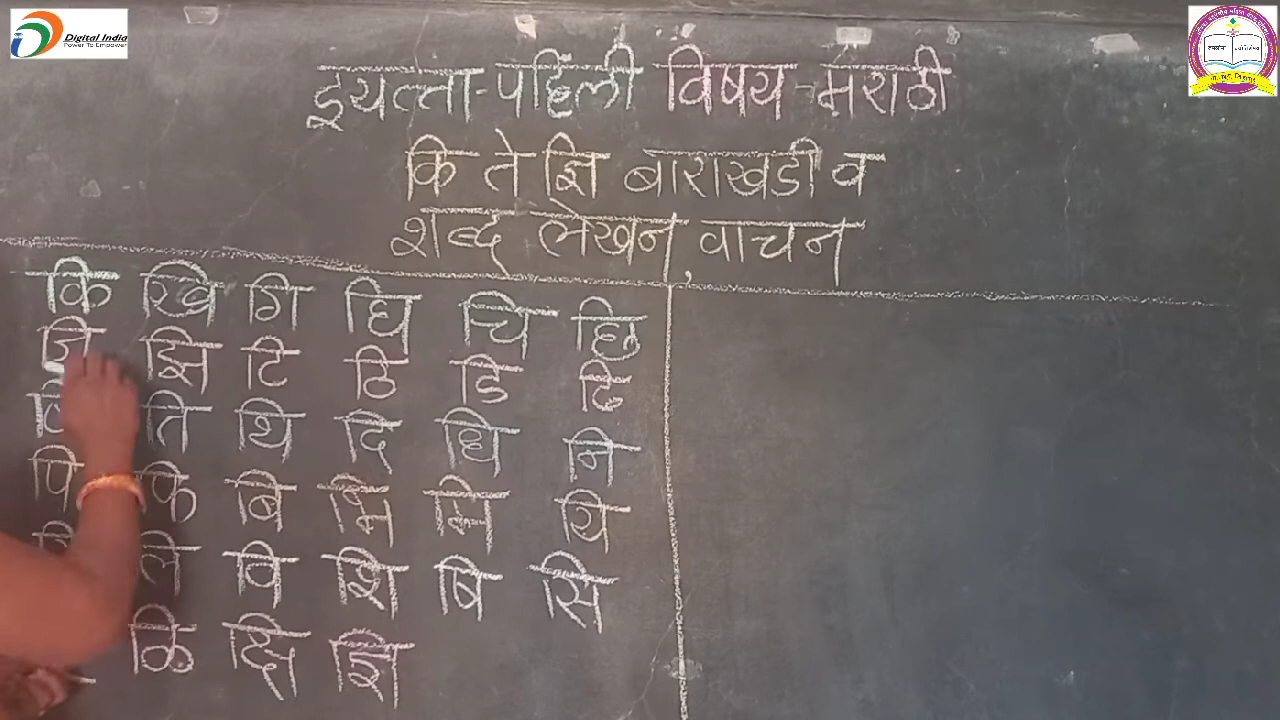 Digital India
Power To Empower
इयत्ता-पहिली विषय-मराठी
कि ते ज्ञि बाराखडी व
शब्द लेखन, वाचन
कि खि गि घि चि छि
जि झि टि ठि डि ढि
ति थि दि धि नि
पि फि बि भि मि यि
लि वि शि षि सि
ळि क्षि ज्ञि